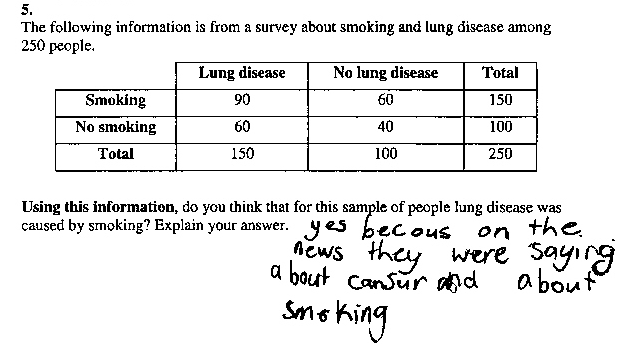 5.
The following information is from a survey about smoking and lung disease among
250 people.
Lung disease No lung disease Total
Smoking 90 60 150
No smoking 60 40 100
Total 150 100 250
Using this information, do you think that for this sample of people lung disease was
caused by smoking? Explain your answer. yes becous on the
news they were saying
about cansur and about
smoking